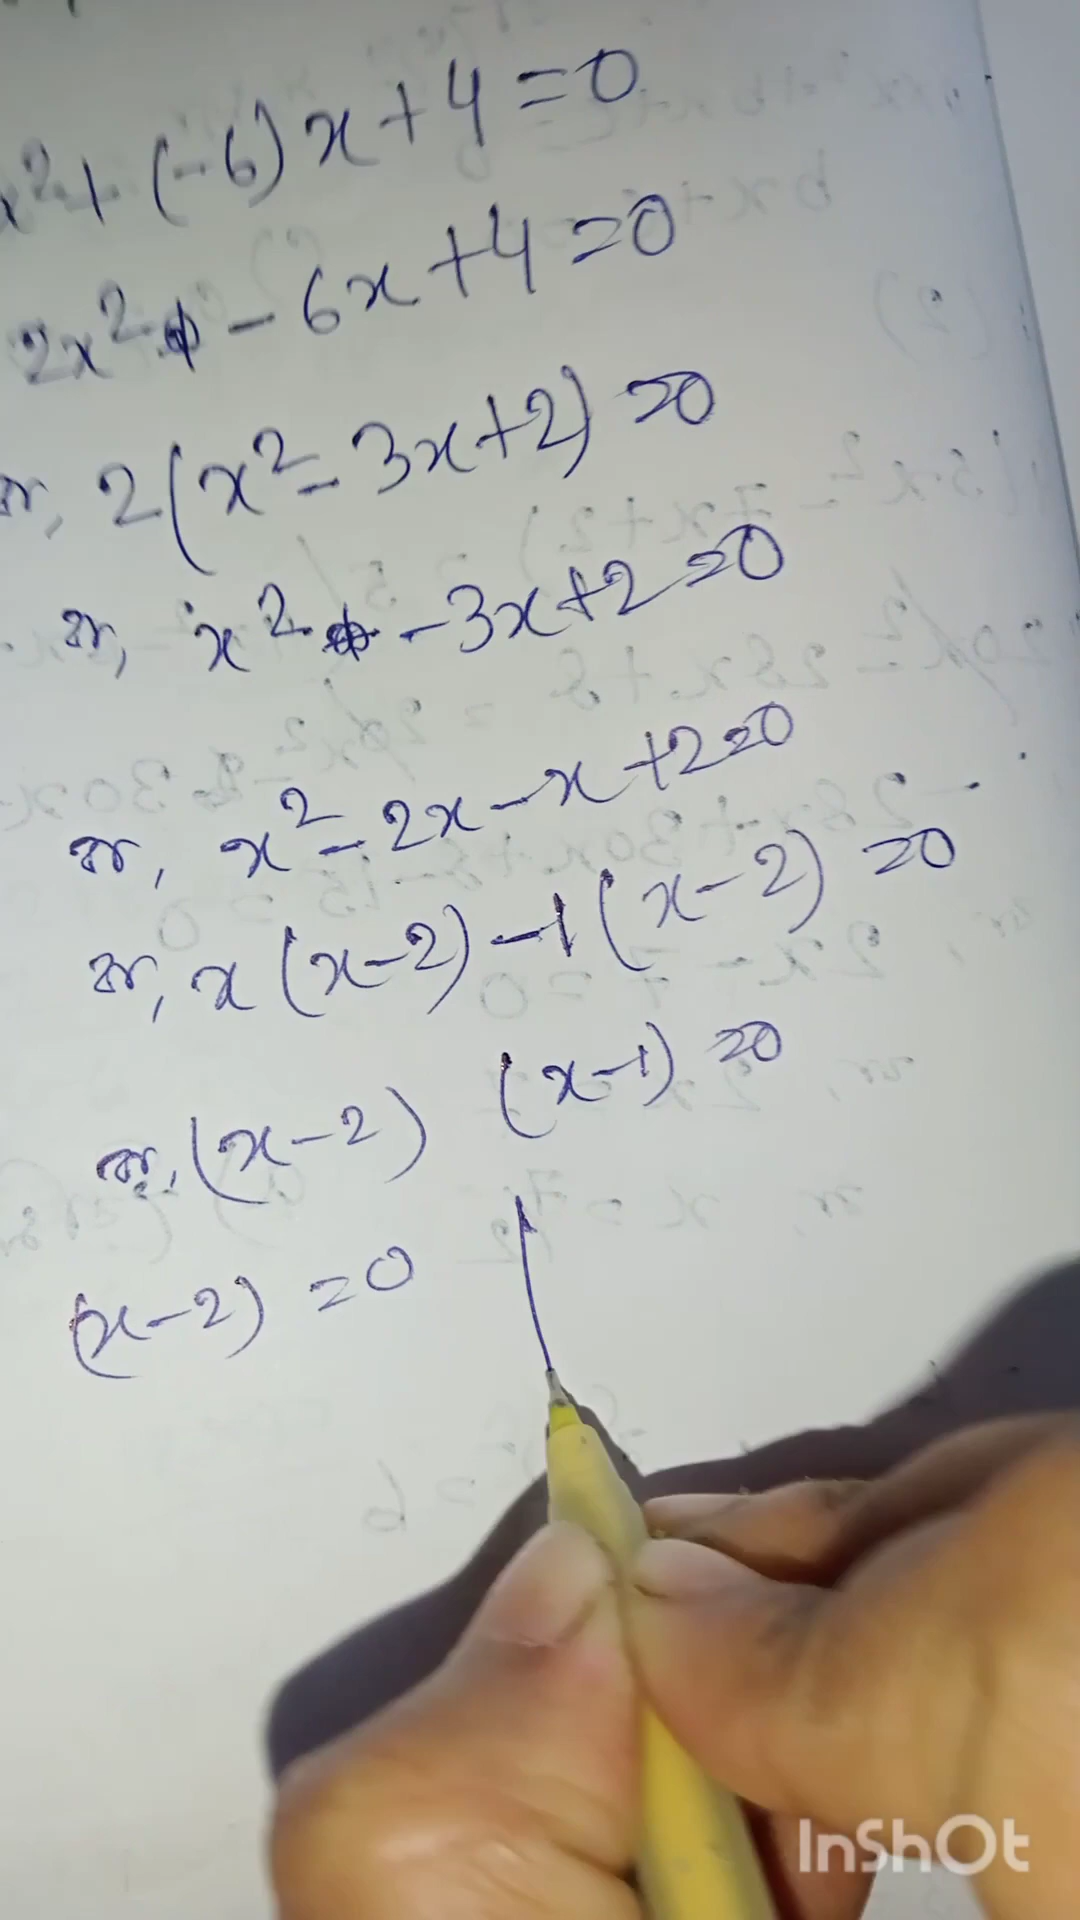 x² + (-6)x + 4 = 0
2x² - 6x + 4 = 0
বা, 2(x² - 3x + 2) = 0
বা, x² - 3x + 2 = 0
বা, x² - 2x - x + 2 = 0
বা, x(x-2) -1(x-2) = 0
বা, (x-2) (x-1) = 0
(x-2) = 0
InShOt